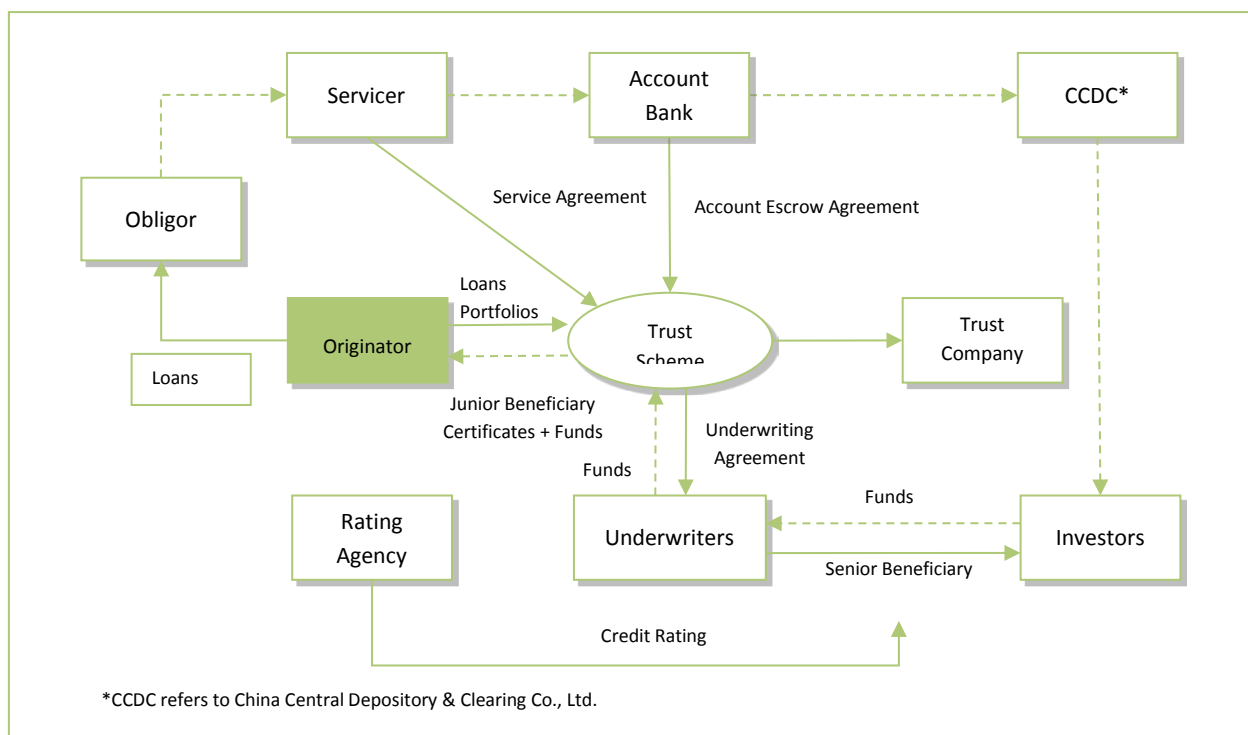 Servicer
Account
Bank
CCDC*
Obligor
Service Agreement
Account Escrow Agreement
Loans
Portfolios
Originator
Trust
Scheme
Trust
Company
Loans
Junior Beneficiary
Certificates + Funds
Underwriting
Agreement
Funds
Funds
Rating
Agency
Underwriters
Investors
Senior Beneficiary
Credit Rating
*CCDC refers to China Central Depository & Clearing Co., Ltd.